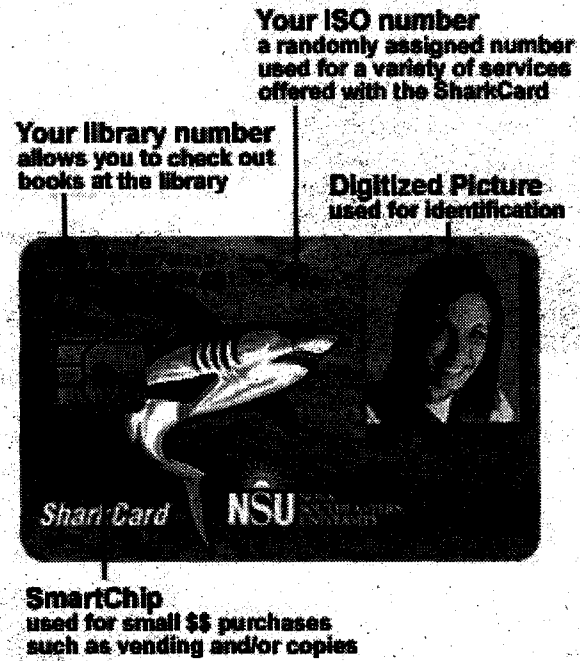 Your ISO number
a randomly assigned number
used for a variety of services
offered with the SharkCard
Your library number
allows you to check out
books at the library
Digitized Picture
used for identification
SharkCard
NSU
SmartChip
used for small $$ purchases
such as vending and/or copies